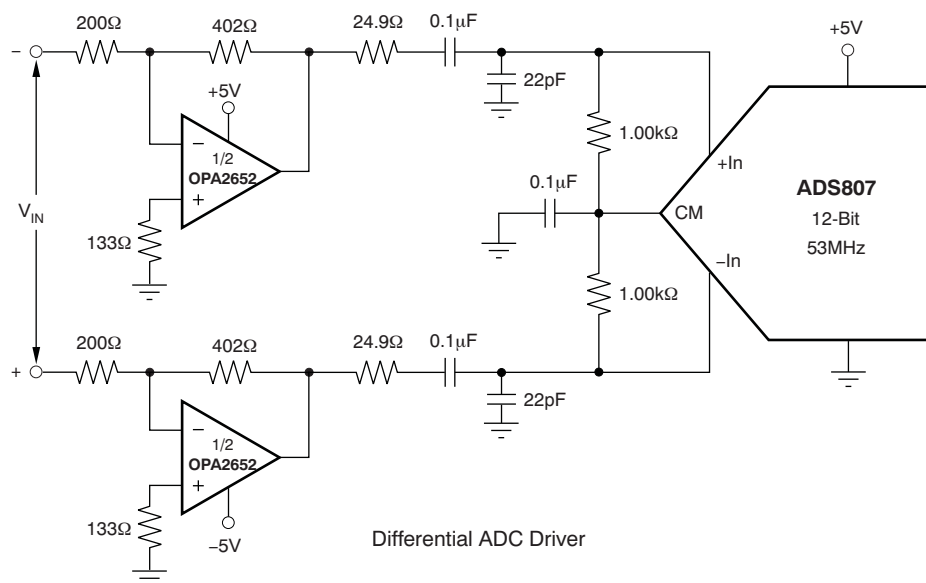 200Ω
402Ω
24.9Ω
0.1μF
+5V
–
22pF
+5V
–
1/2
OPA2652
+
1.00kΩ
+In
0.1μF
ADS807
VIN
CM
12-Bit
133Ω
53MHz
–In
1.00kΩ
200Ω
402Ω
24.9Ω
0.1μF
+
22pF
–
1/2
OPA2652
+
133Ω
–5V
Differential ADC Driver